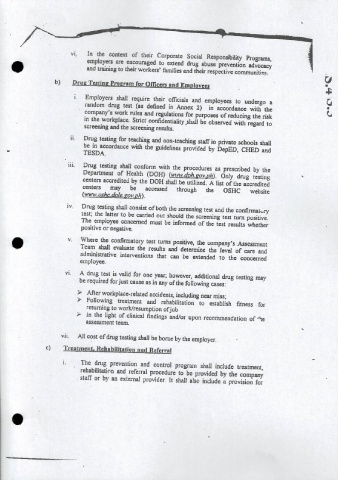 vi. In the context of their Corporate Social Responsibility Programs,
employers are encouraged to extend drug abuse prevention advocacy
and training to their workers' families and their respective communities.
b) Drug Testing Program for Officers and Employees
i. Employers shall require their officials and employees to undergo a
random drug test (as defined in Annex 2) in accordance with the
company's work rules and regulations for purposes of reducing the risk
in the workplace. Strict confidentiality shall be observed with regard to
screening and the screening results.
ii Drug testing for teaching and non-teaching staff in private schools shall
be in accordance with the guidelines provided by DepED, CHED and
TESDA.
iii. Drug testing shall conform with the procedures as prescribed by the
Department of Health (DOH) (www.doh.gov.ph). Only drug testing
centers accredited by the DOH shall be utilized. A list of the accredited
centers may be accessed through the OSHC website
(www.oshc.dole.gov.ph).
iv. Drug testing shall consist of both the screening test and the confirmatory
test; the latter to be carried out should the screening test turn positive.
The employee concerned must be informed of the test results whether
positive or negative.
v. Where the confirmatory test turns positive, the company's Assessment
Team shall evaluate the results and determine the level of care and
administrative interventions that can be extended to the concerned
employee.
vi. A drug test is valid for one year; however, additional drug testing may
be required for just cause as in any of the following cases:
➢ After workplace-related accidents, including near miss;
➢ Following treatment and rehabilitation to establish fitness for
returning to work/resumption of job
➢ in the light of clinical findings and/or upon recommendation of
assessment team.
vii. All cost of drug testing shall be borne by the employer.
c) Treatment, Rehabilitation and Referral
i. The drug prevention and control program shall include treatment,
rehabilitation and referral procedure to be provided by the company
staff or by an external provider. It shall also include a provision for